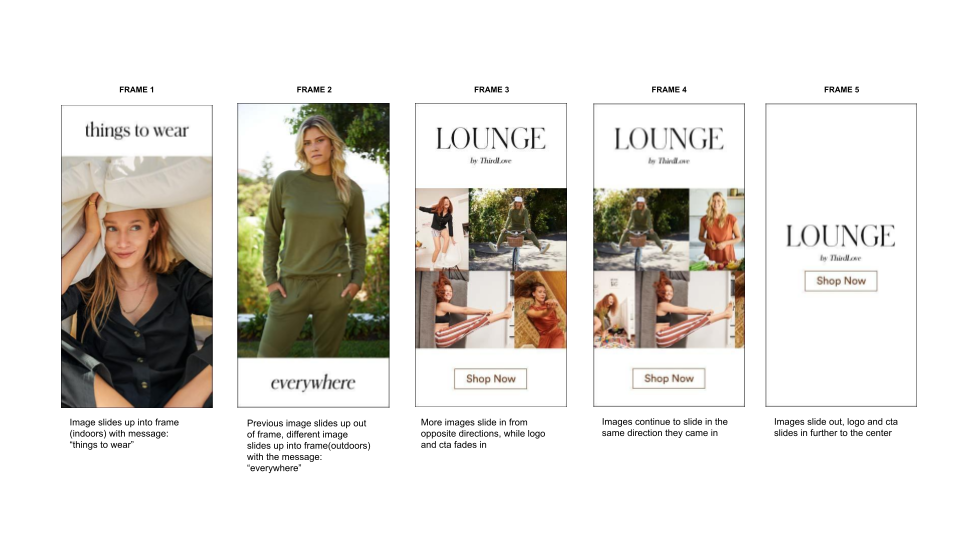 FRAME 1
FRAME 2
FRAME 3
FRAME 4
FRAME 5
things to wear
Image slides up into frame
(indoors) with message:
“things to wear”
everywhere
Previous image slides up out
of frame, different image
slides up into frame(outdoors)
with the message:
“everywhere”
LOUNGE
by ThirdLove
Shop Now
More images slide in from
opposite directions, while logo
and cta fades in
LOUNGE
by ThirdLove
Shop Now
Images continue to slide in the
same direction they came in
LOUNGE
by ThirdLove
Shop Now
Images slide out, logo and cta
slides in further to the center